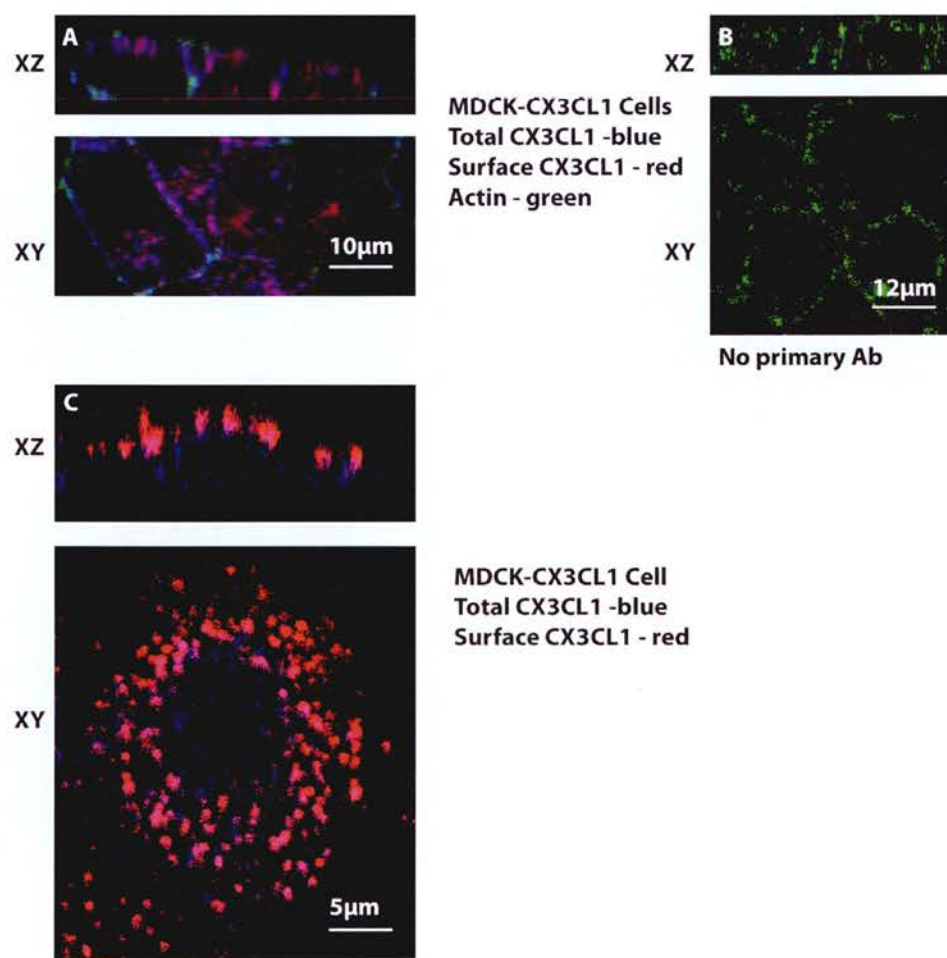 A
XZ
XY
10µm
MDCK-CX3CL1 Cells
Total CX3CL1 -blue
Surface CX3CL1 - red
Actin - green
B
XZ
XY
12µm
No primary Ab
C
XZ
XY
5µm
MDCK-CX3CL1 Cell
Total CX3CL1 -blue
Surface CX3CL1 - red